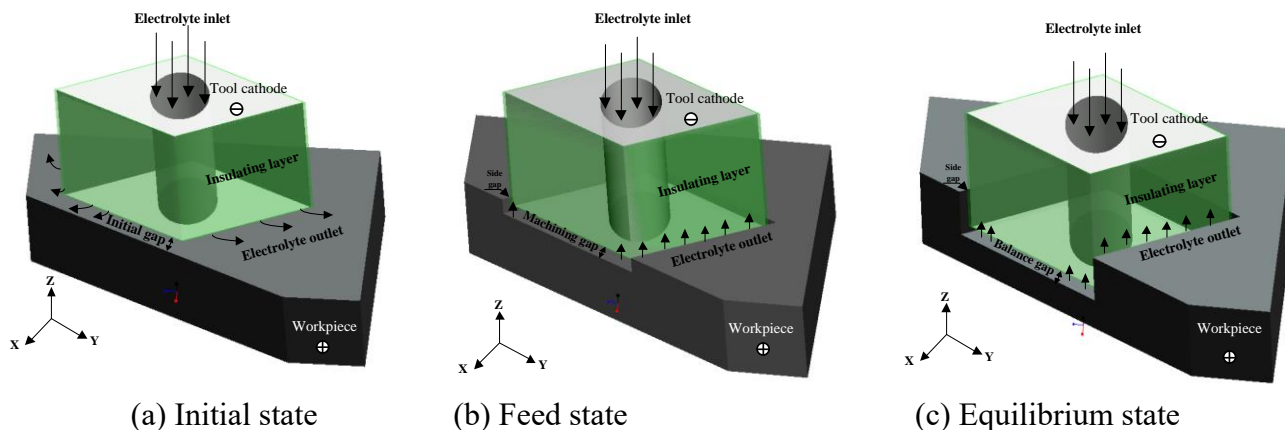 Electrolyte inlet
Tool cathode
⊖
Insulating layer
Initial gap
Electrolyte outlet
Z
X
Y
Workpiece
⊕
(a) Initial state
Electrolyte inlet
Tool cathode
⊖
Side
gap
Insulating layer
Machining gap
Electrolyte outlet
Z
X
Y
Workpiece
⊕
(b) Feed state
Electrolyte inlet
Tool cathode
⊖
Side
gap
Insulating layer
Electrolyte outlet
Balance gap
Z
X
Y
Workpiece
⊕
(c) Equilibrium state